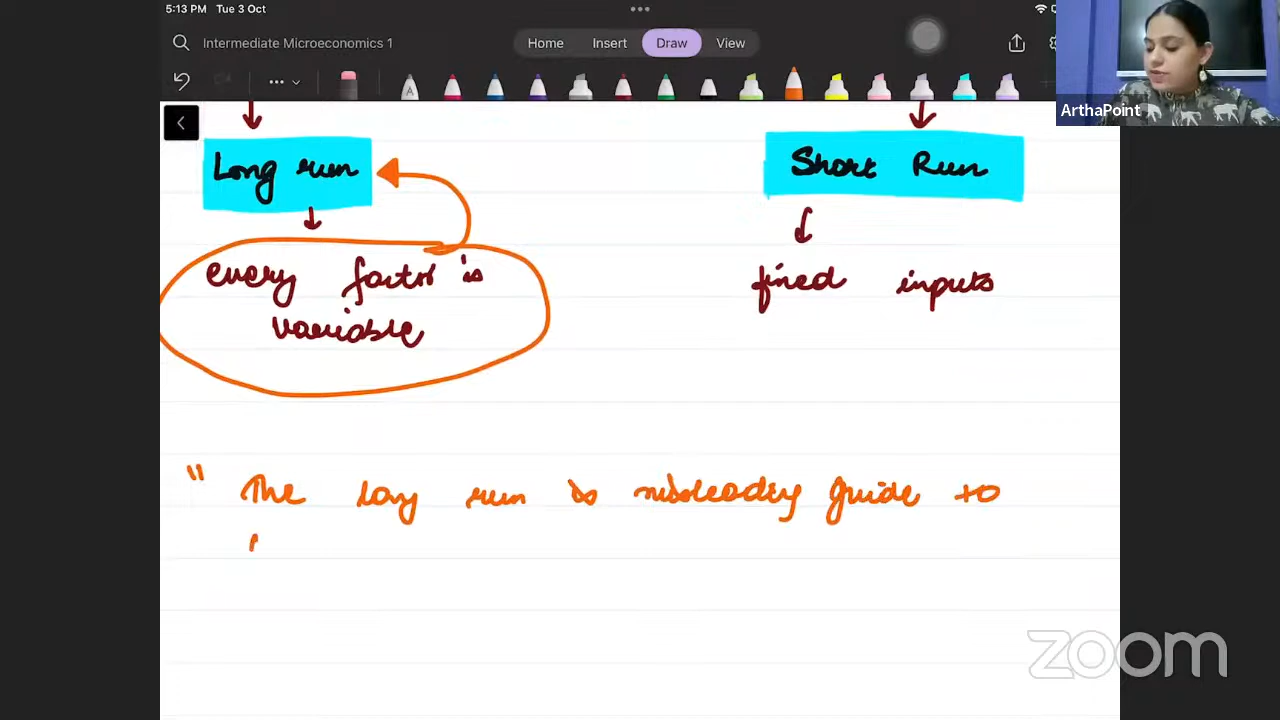 5:13 PM Tue 3 Oct
Intermediate Microeconomics 1
Home Insert Draw View
ArthaPoint
Long run
Short Run
every factor is
variable
fixed inputs
" The long run is misleading guide to
zoom